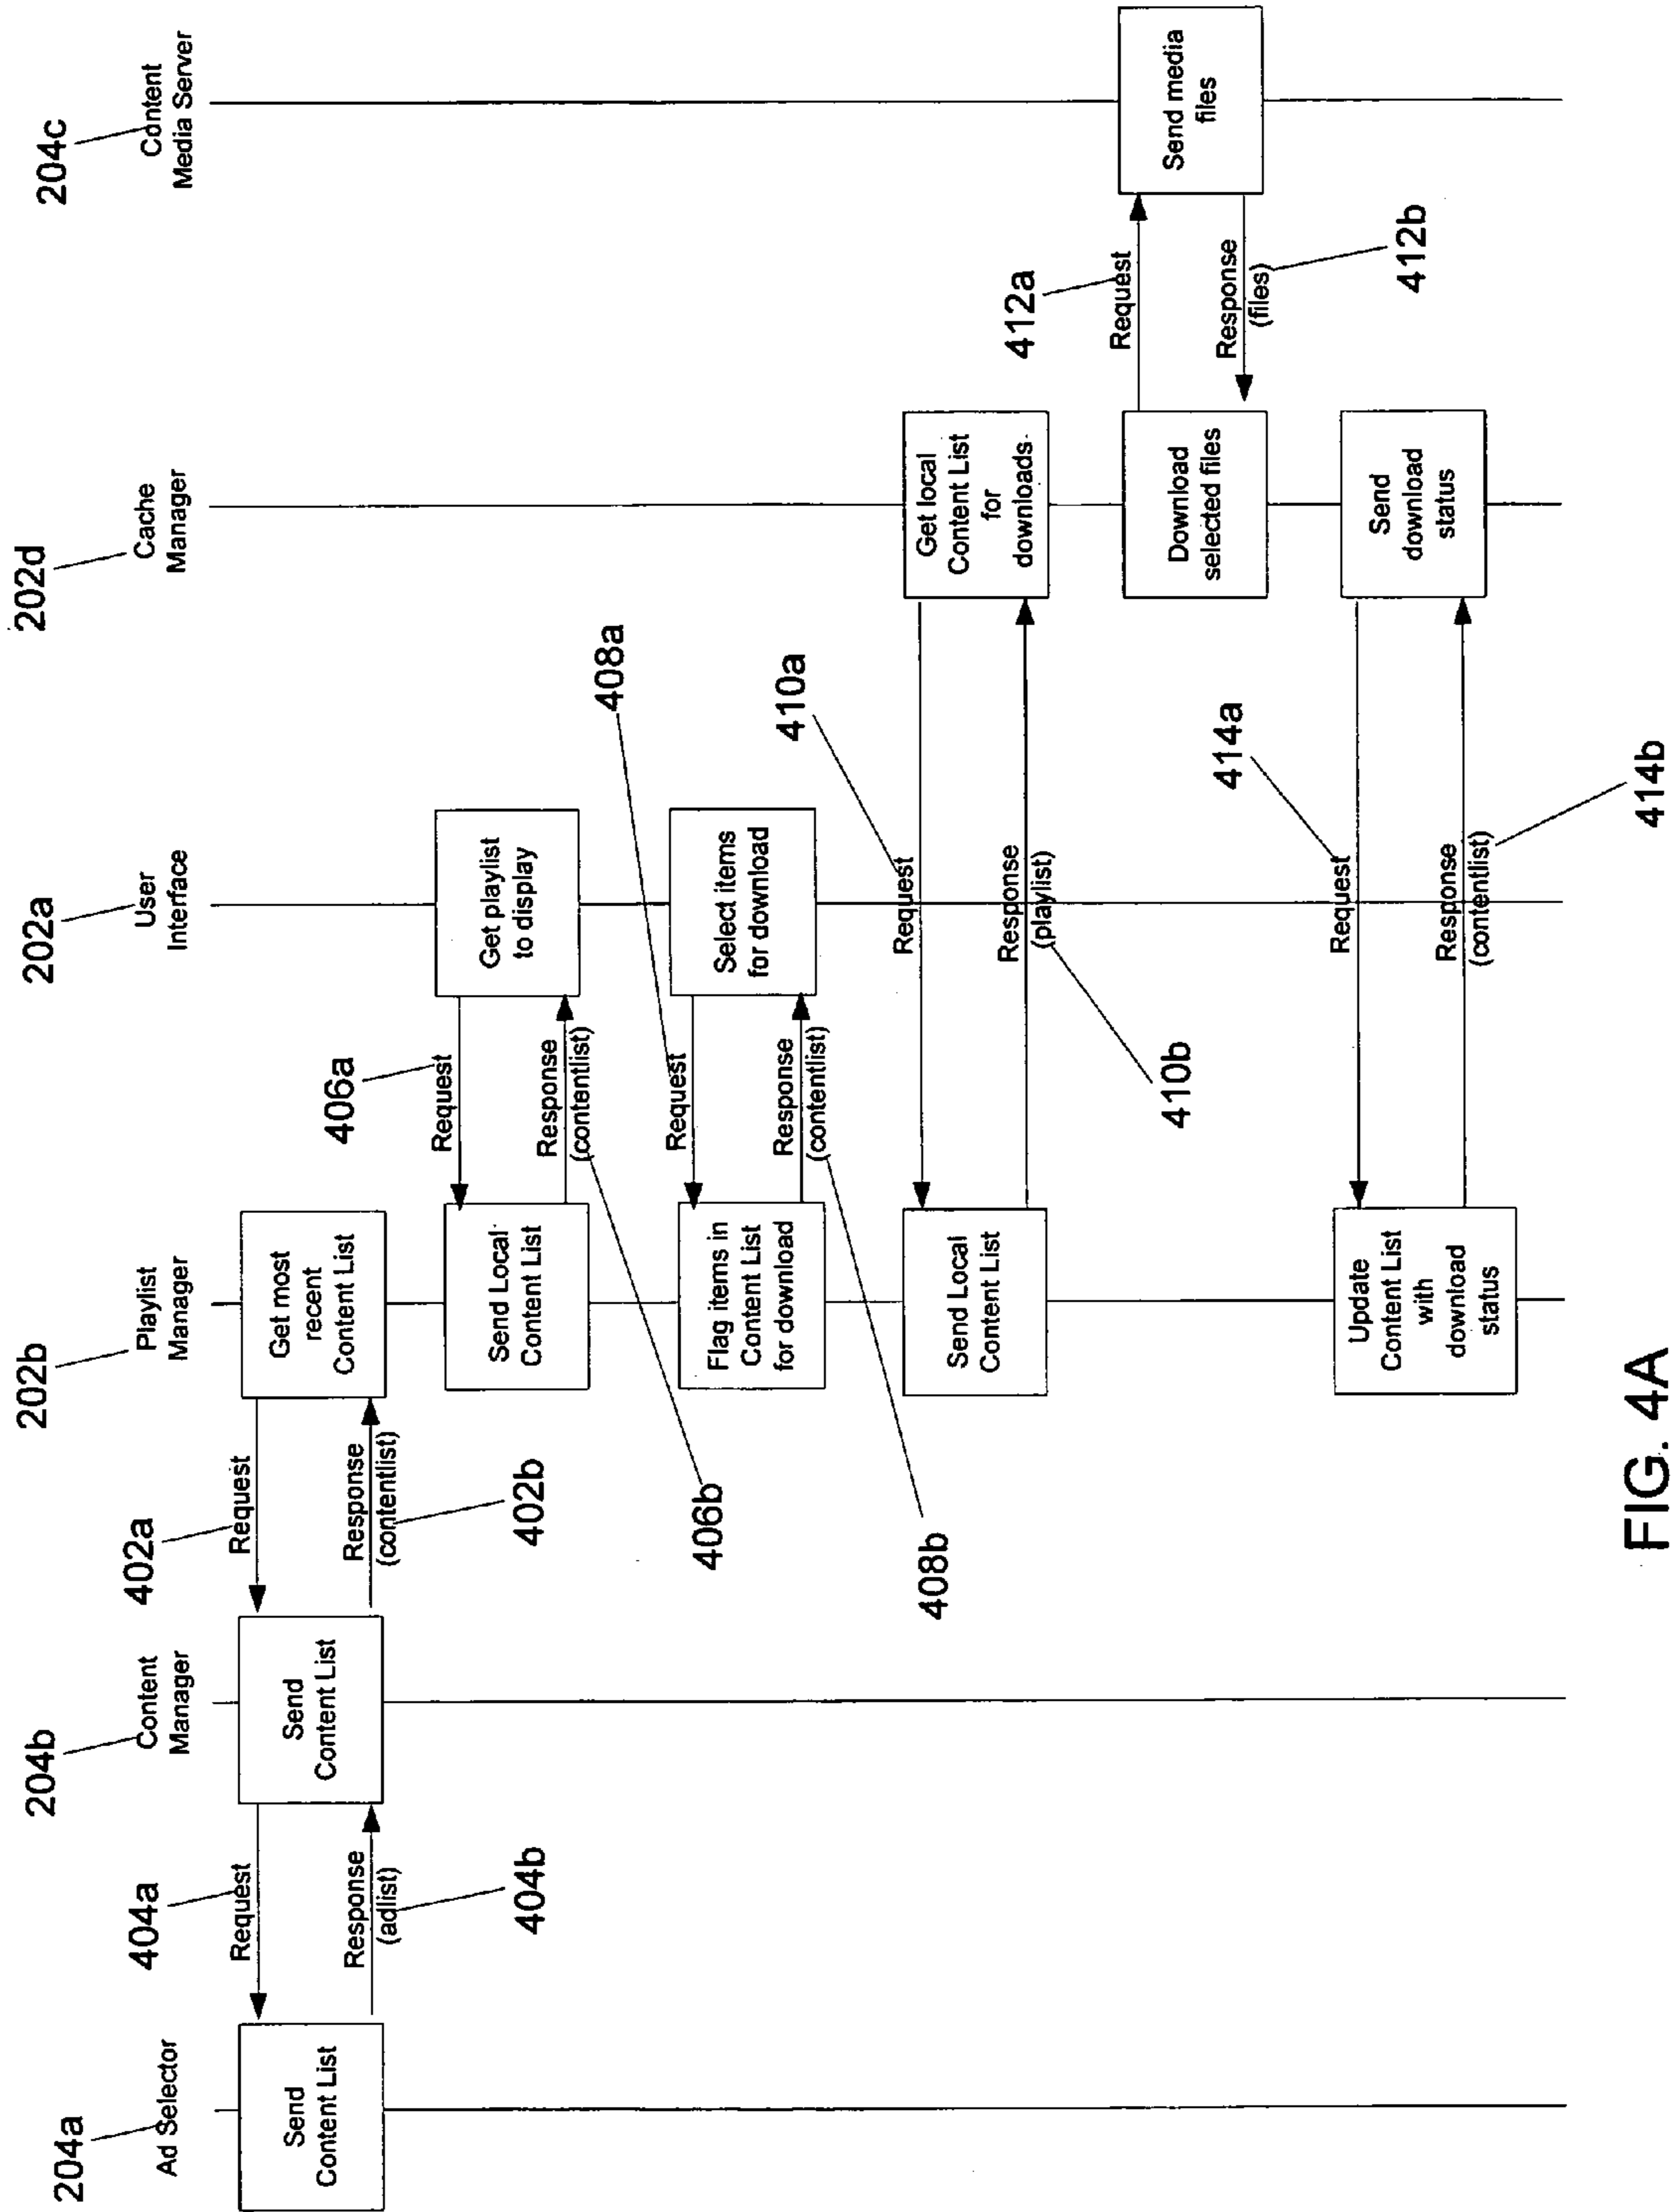 204a
204b
202b
202a
202d
204c
Ad Selector
Content
Manager
Playlist
Manager
User
Interface
Cache
Manager
Content
Media Server
404a
402a
Send
Content List
Request
Response
(adlist)
404b
Send
Content List
Request
Response
(contentlist)
402b
Get most
recent
Content List
406a
Send Local
Content List
Request
Response
(contentlist)
406b
Get playlist
to display
408a
Flag items in
Content List
for download
Request
Response
(contentlist)
408b
Select items
for download
410a
Send Local
Content List
Request
Response
(playlist)
410b
Get local
Content List
for
downloads
412a
Download
selected files
Request
Response
(files)
412b
Send media
files
414a
Update
Content List
with
download
status
Request
Response
(contentlist)
414b
Send
download
status
FIG. 4A